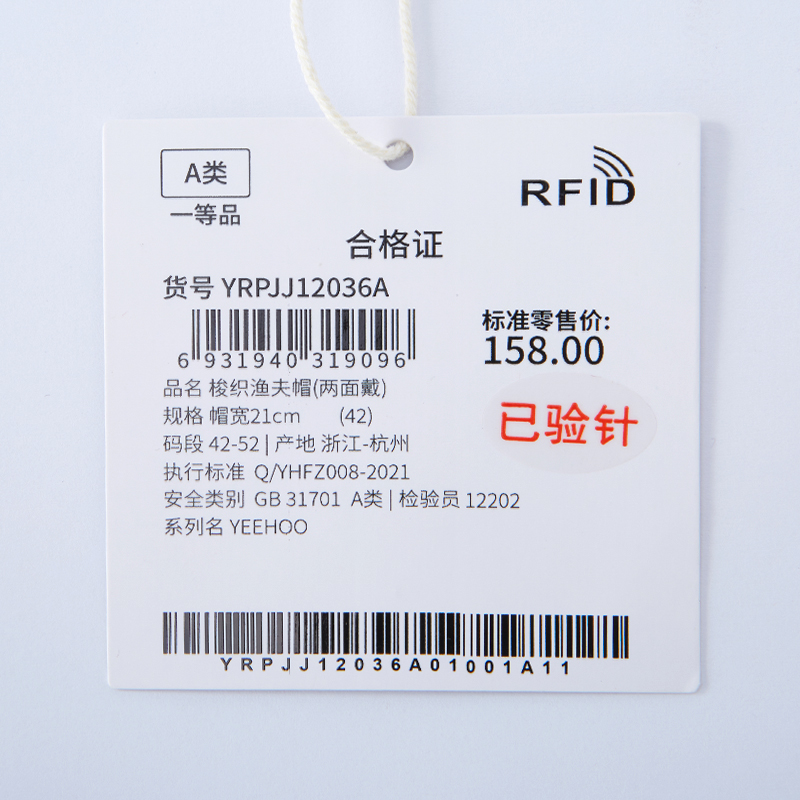 A类
一等品
RFID
合格证
货号 YRPJJ12036A
6 931940 319096
标准零售价:
158.00
品名 梭织渔夫帽(两面戴)
规格 帽宽21cm (42)
码段 42-52 | 产地 浙江-杭州
已验针
执行标准 Q/YHFZ008-2021
安全类别 GB 31701 A类 | 检验员 12202
系列名 YEEHOO
YRPJJ12036A01001A11